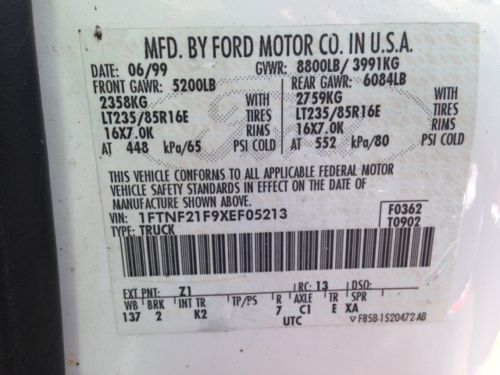 MFD. BY FORD MOTOR CO. IN U.S.A.
DATE: 06/99 GVWR: 8800LB/ 3991KG
FRONT GAWR: 5200LB REAR GAWR: 6084LB
2358KG WITH 2759KG WITH
LT235/85R16E TIRES LT235/85R16E TIRES
16X7.0K RIMS 16X7.0K RIMS
AT 448 kPa/65 PSI COLD AT 552 kPa/80 PSI COLD
THIS VEHICLE CONFORMS TO ALL APPLICABLE FEDERAL MOTOR
VEHICLE SAFETY STANDARDS IN EFFECT ON THE DATE OF
MANUFACTURE SHOWN ABOVE.
VIN: 1FTNF21F9XEF05213 F0362
TYPE: TRUCK T0902
EXT PNT: Z1 RC: 13 DSO:
WB BRK INT TR TP/PS R AXLE TR SPR
137 2 K2 7 C1 E XA
UTC F85B-1520472-AB